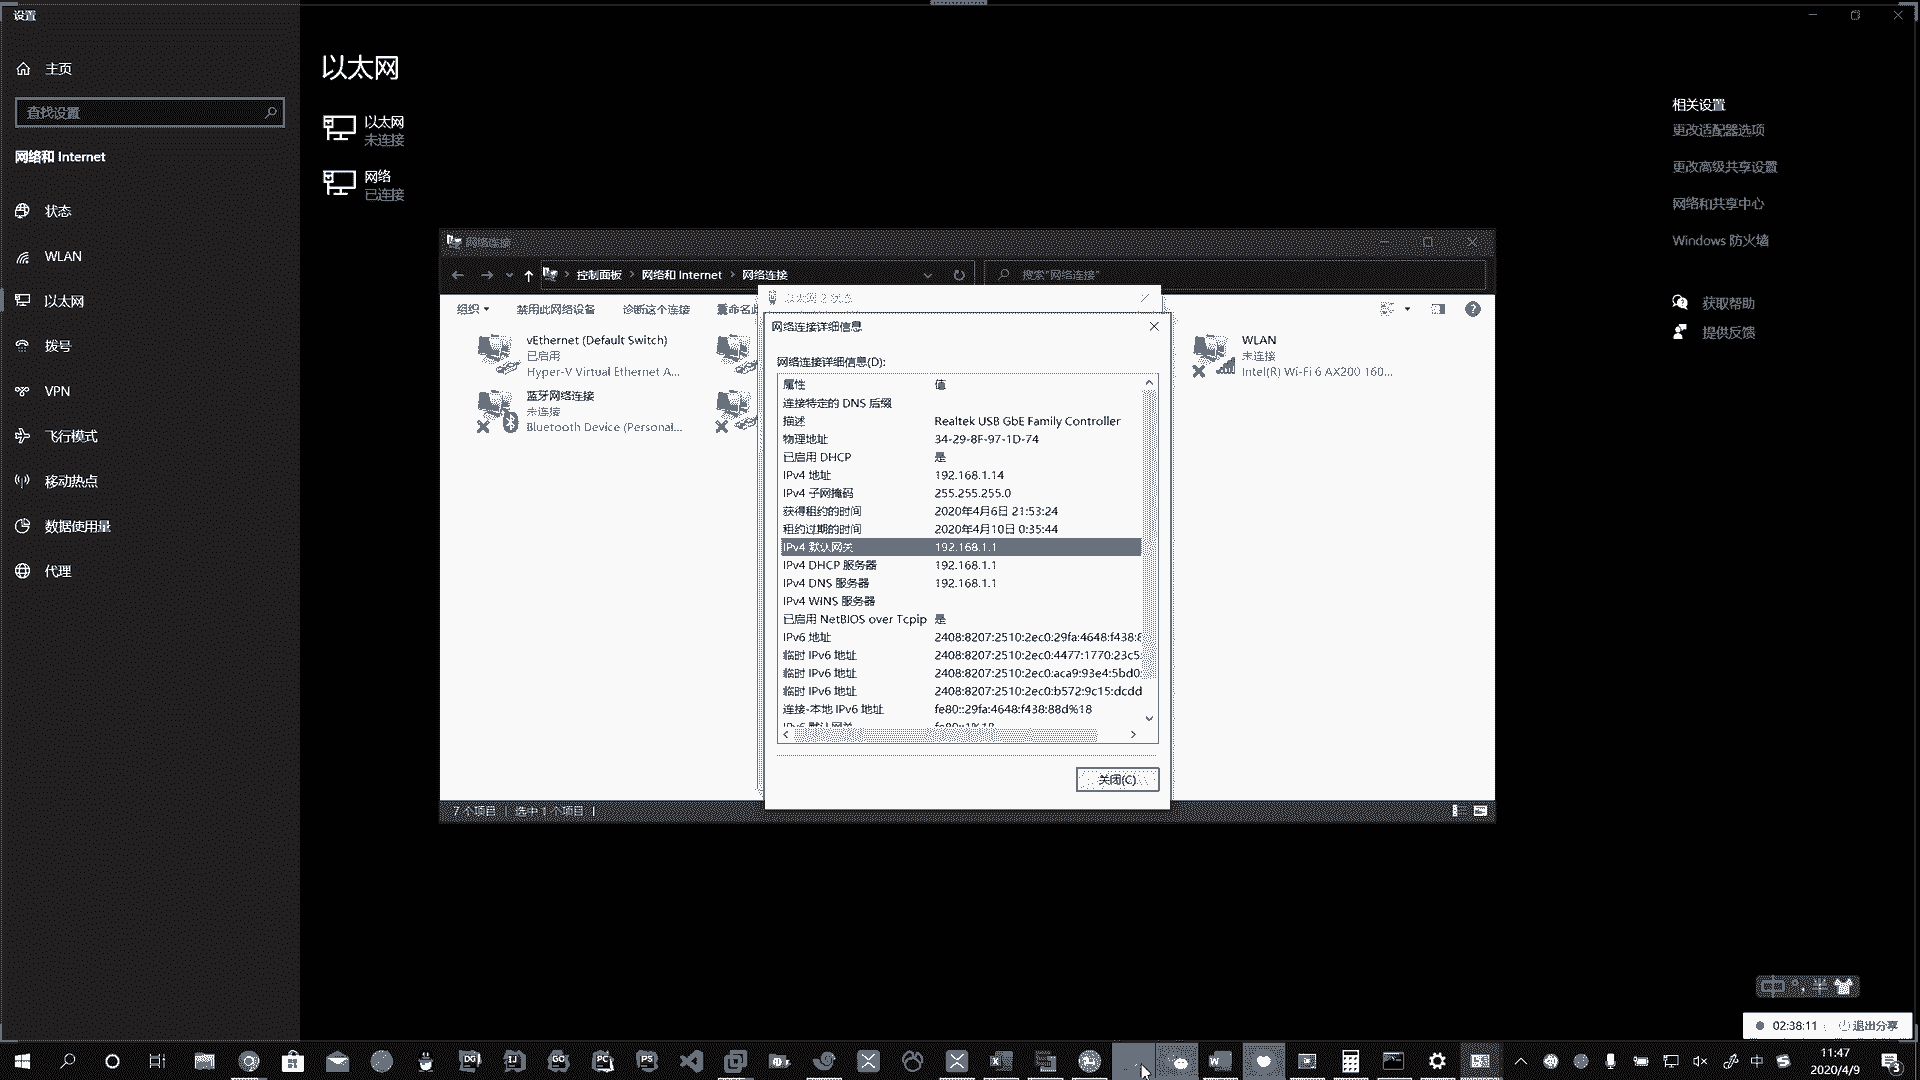 设置
主页
查找设置
网络和 Internet
状态
WLAN
以太网
拨号
VPN
飞行模式
移动热点
数据使用量
代理
以太网
以太网
未连接
网络
已连接
相关设置
更改适配器选项
更改高级共享设置
网络和共享中心
Windows 防火墙
获取帮助
提供反馈
网络连接
控制面板 > 网络和 Internet > 网络连接
搜索"网络连接"
组织 禁用此网络设备 诊断这个连接 重命名
vEthernet (Default Switch)
已启用
Hyper-V Virtual Ethernet A...
蓝牙网络连接
未连接
Bluetooth Device (Personal...
WLAN
未连接
Intel(R) Wi-Fi 6 AX200 160...
7 个项目 选中 1 个项目
以太网 2 状态
网络连接详细信息
网络连接详细信息(D):
属性 值
连接特定的 DNS 后缀
描述 Realtek USB GbE Family Controller
物理地址 34-29-8F-97-1D-74
已启用 DHCP 是
IPv4 地址 192.168.1.14
IPv4 子网掩码 255.255.255.0
获得租约的时间 2020年4月6日 21:53:24
租约过期的时间 2020年4月10日 0:35:44
IPv4 默认网关 192.168.1.1
IPv4 DHCP 服务器 192.168.1.1
IPv4 DNS 服务器 192.168.1.1
IPv4 WINS 服务器
已启用 NetBIOS over Tcpip 是
IPv6 地址 2408:8207:2510:2ec0:29fa:4648:f438:8
临时 IPv6 地址 2408:8207:2510:2ec0:4477:1770:23c5:
临时 IPv6 地址 2408:8207:2510:2ec0:aca9:93e4:5bd0:
临时 IPv6 地址 2408:8207:2510:2ec0:b572:9c15:dcdd
连接-本地 IPv6 地址 fe80::29fa:4648:f438:88d%18
IPv6 默认网关 fe80::1%18
关闭(C)
02:38:11 退出分享
中
11:47
2020/4/9